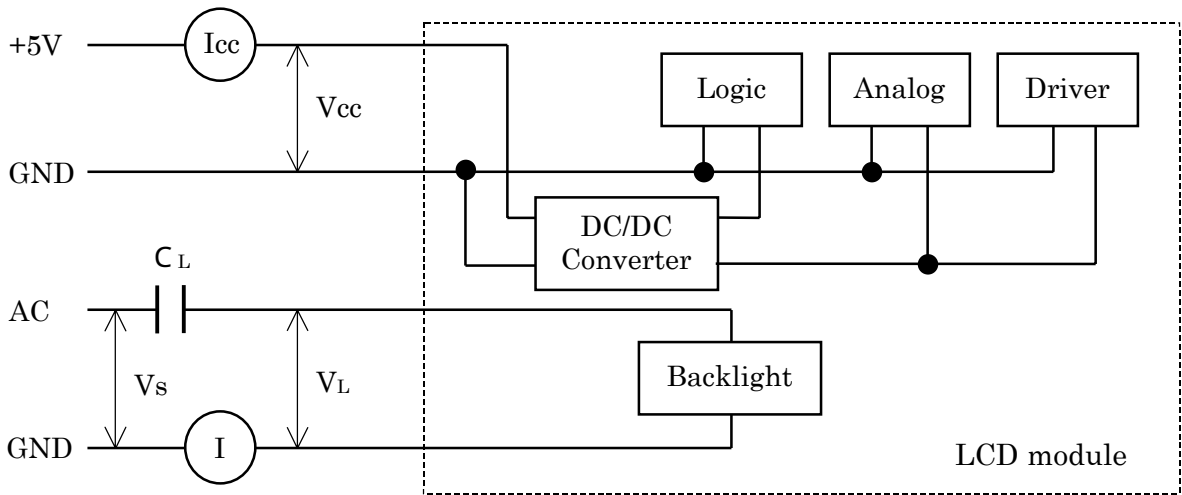 +5V
Icc
Vcc
GND
Logic
Analog
Driver
DC/DC
Converter
CL
AC
Vs
VL
Backlight
GND
I
LCD module